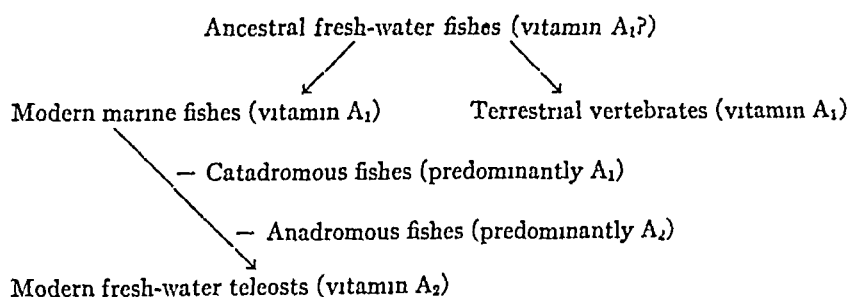 Ancestral fresh-water fishes (vitamin A₁?)
Modern marine fishes (vitamin A₁) Terrestrial vertebrates (vitamin A₁)
– Catadromous fishes (predominantly A₁)
– Anadromous fishes (predominantly A₂)
Modern fresh-water teleosts (vitamin A₂)